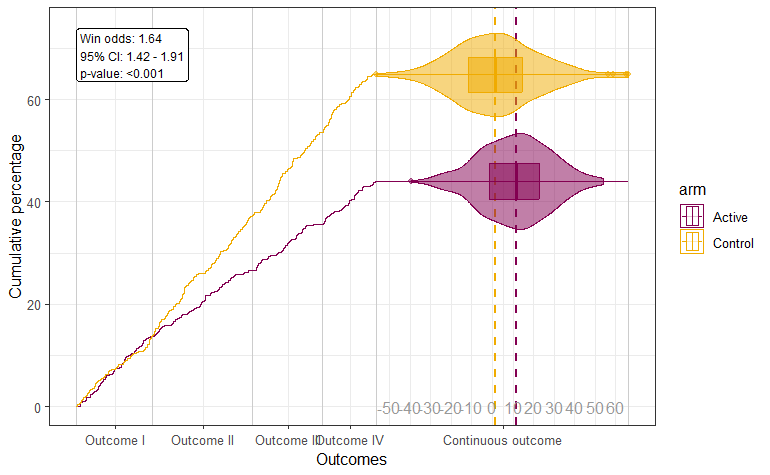 Win odds: 1.64
95% CI: 1.42 - 1.91
p-value: <0.001
Cumulative percentage
60
40
20
0
-50 -40 -30 -20 -10 0 10 20 30 40 50 60
Outcome I Outcome II Outcome III Outcome IV Continuous outcome
Outcomes
arm
Active
Control